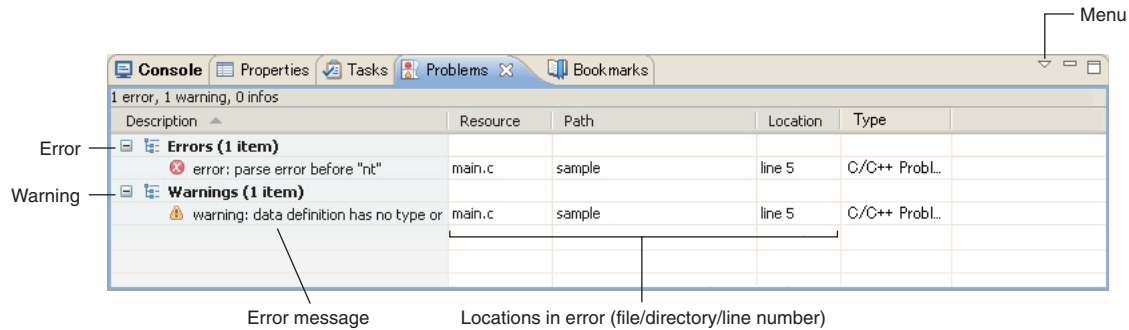 Menu
Console Properties Tasks Problems Bookmarks
1 error, 1 warning, 0 infos
Description Resource Path Location Type
Error
Errors (1 item)
error: parse error before "nt" main.c sample line 5 C/C++ Probl...
Warning
Warnings (1 item)
warning: data definition has no type or main.c sample line 5 C/C++ Probl...
Error message
Locations in error (file/directory/line number)